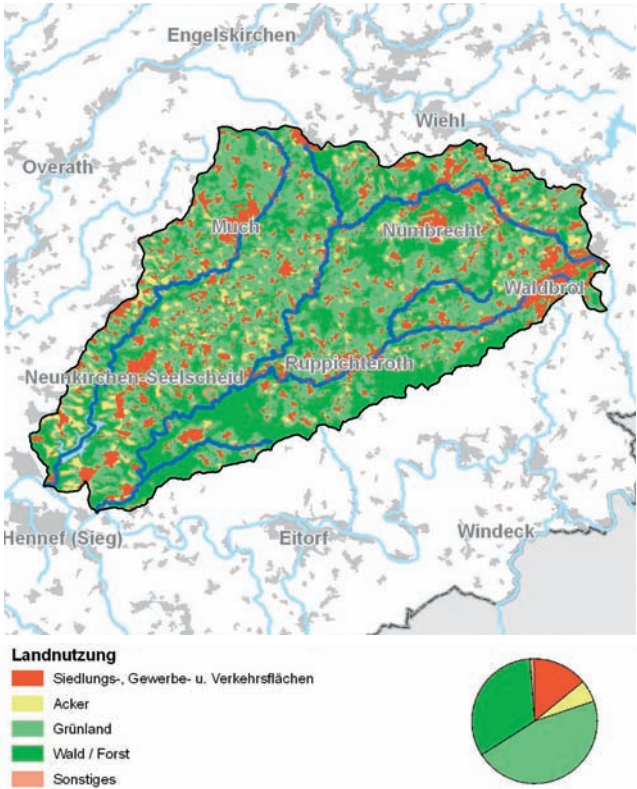 Engelskirchen
Wiehl
Overath
Much
Nümbrecht
Waldbröl
Ruppichteroth
Neunkirchen-Seelscheid
Hennef (Sieg)
Eitorf
Windeck
Landnutzung
Siedlungs-, Gewerbe- u. Verkehrsflächen
Acker
Grünland
Wald / Forst
Sonstiges